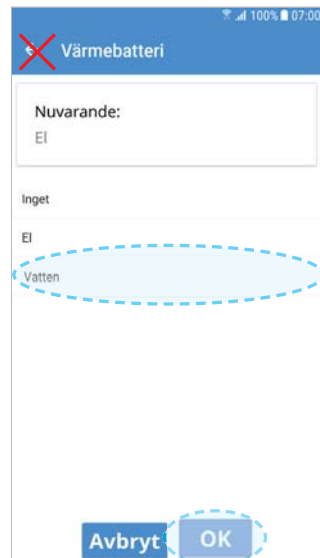 100% 07:00
Värmebatteri
Nuvarande:
El
Inget
El
Vatten
Avbryt OK